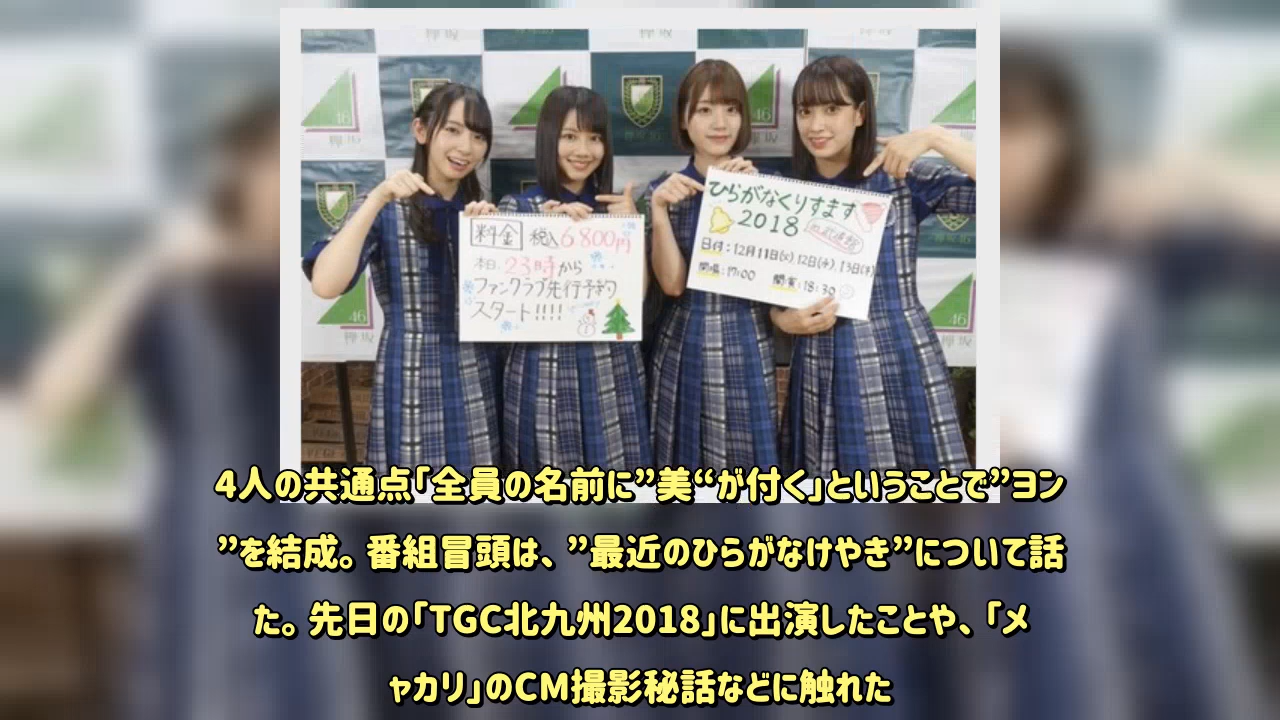 46
欅坂
料金 税込6800円
本日、23時から
ファンクラブ先行予約
スタート!!!!
ひらがなくりすます
2018
日付:12月11日(火),12日(水),13日(木)
開場:17:00 開演:18:30
46
欅坂
4人の共通点「全員の名前に”美“が付く」ということで”ヨン
”を結成。番組冒頭は、”最近のひらがなけやき”について話
た。先日の「TGC北九州2018」に出演したことや、「メ
ャカリ」のCM撮影秘話などに触れた